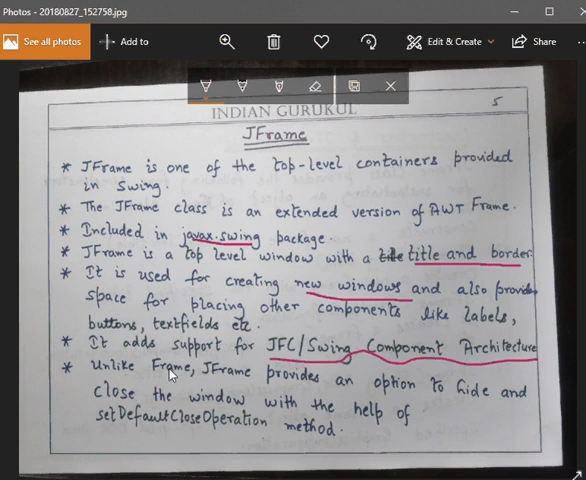 Photos - 20180827_152758.jpg
See all photos
Add to
Edit & Create
Share
INDIAN GURUKUL
5
JFrame
* JFrame is one of the top-level containers provided
in Swing.
* The JFrame class is an extended version of AWT Frame.
* Included in javax.swing package.
* JFrame is a top level window with a title and border.
* It is used for creating new windows and also provides
space for placing other components like labels,
buttons, textfields etc.
* It adds support for JFC/Swing Component Architecture
* Unlike Frame, JFrame provides an option to hide and
close the window with the help of
setDefaultCloseOperation method.